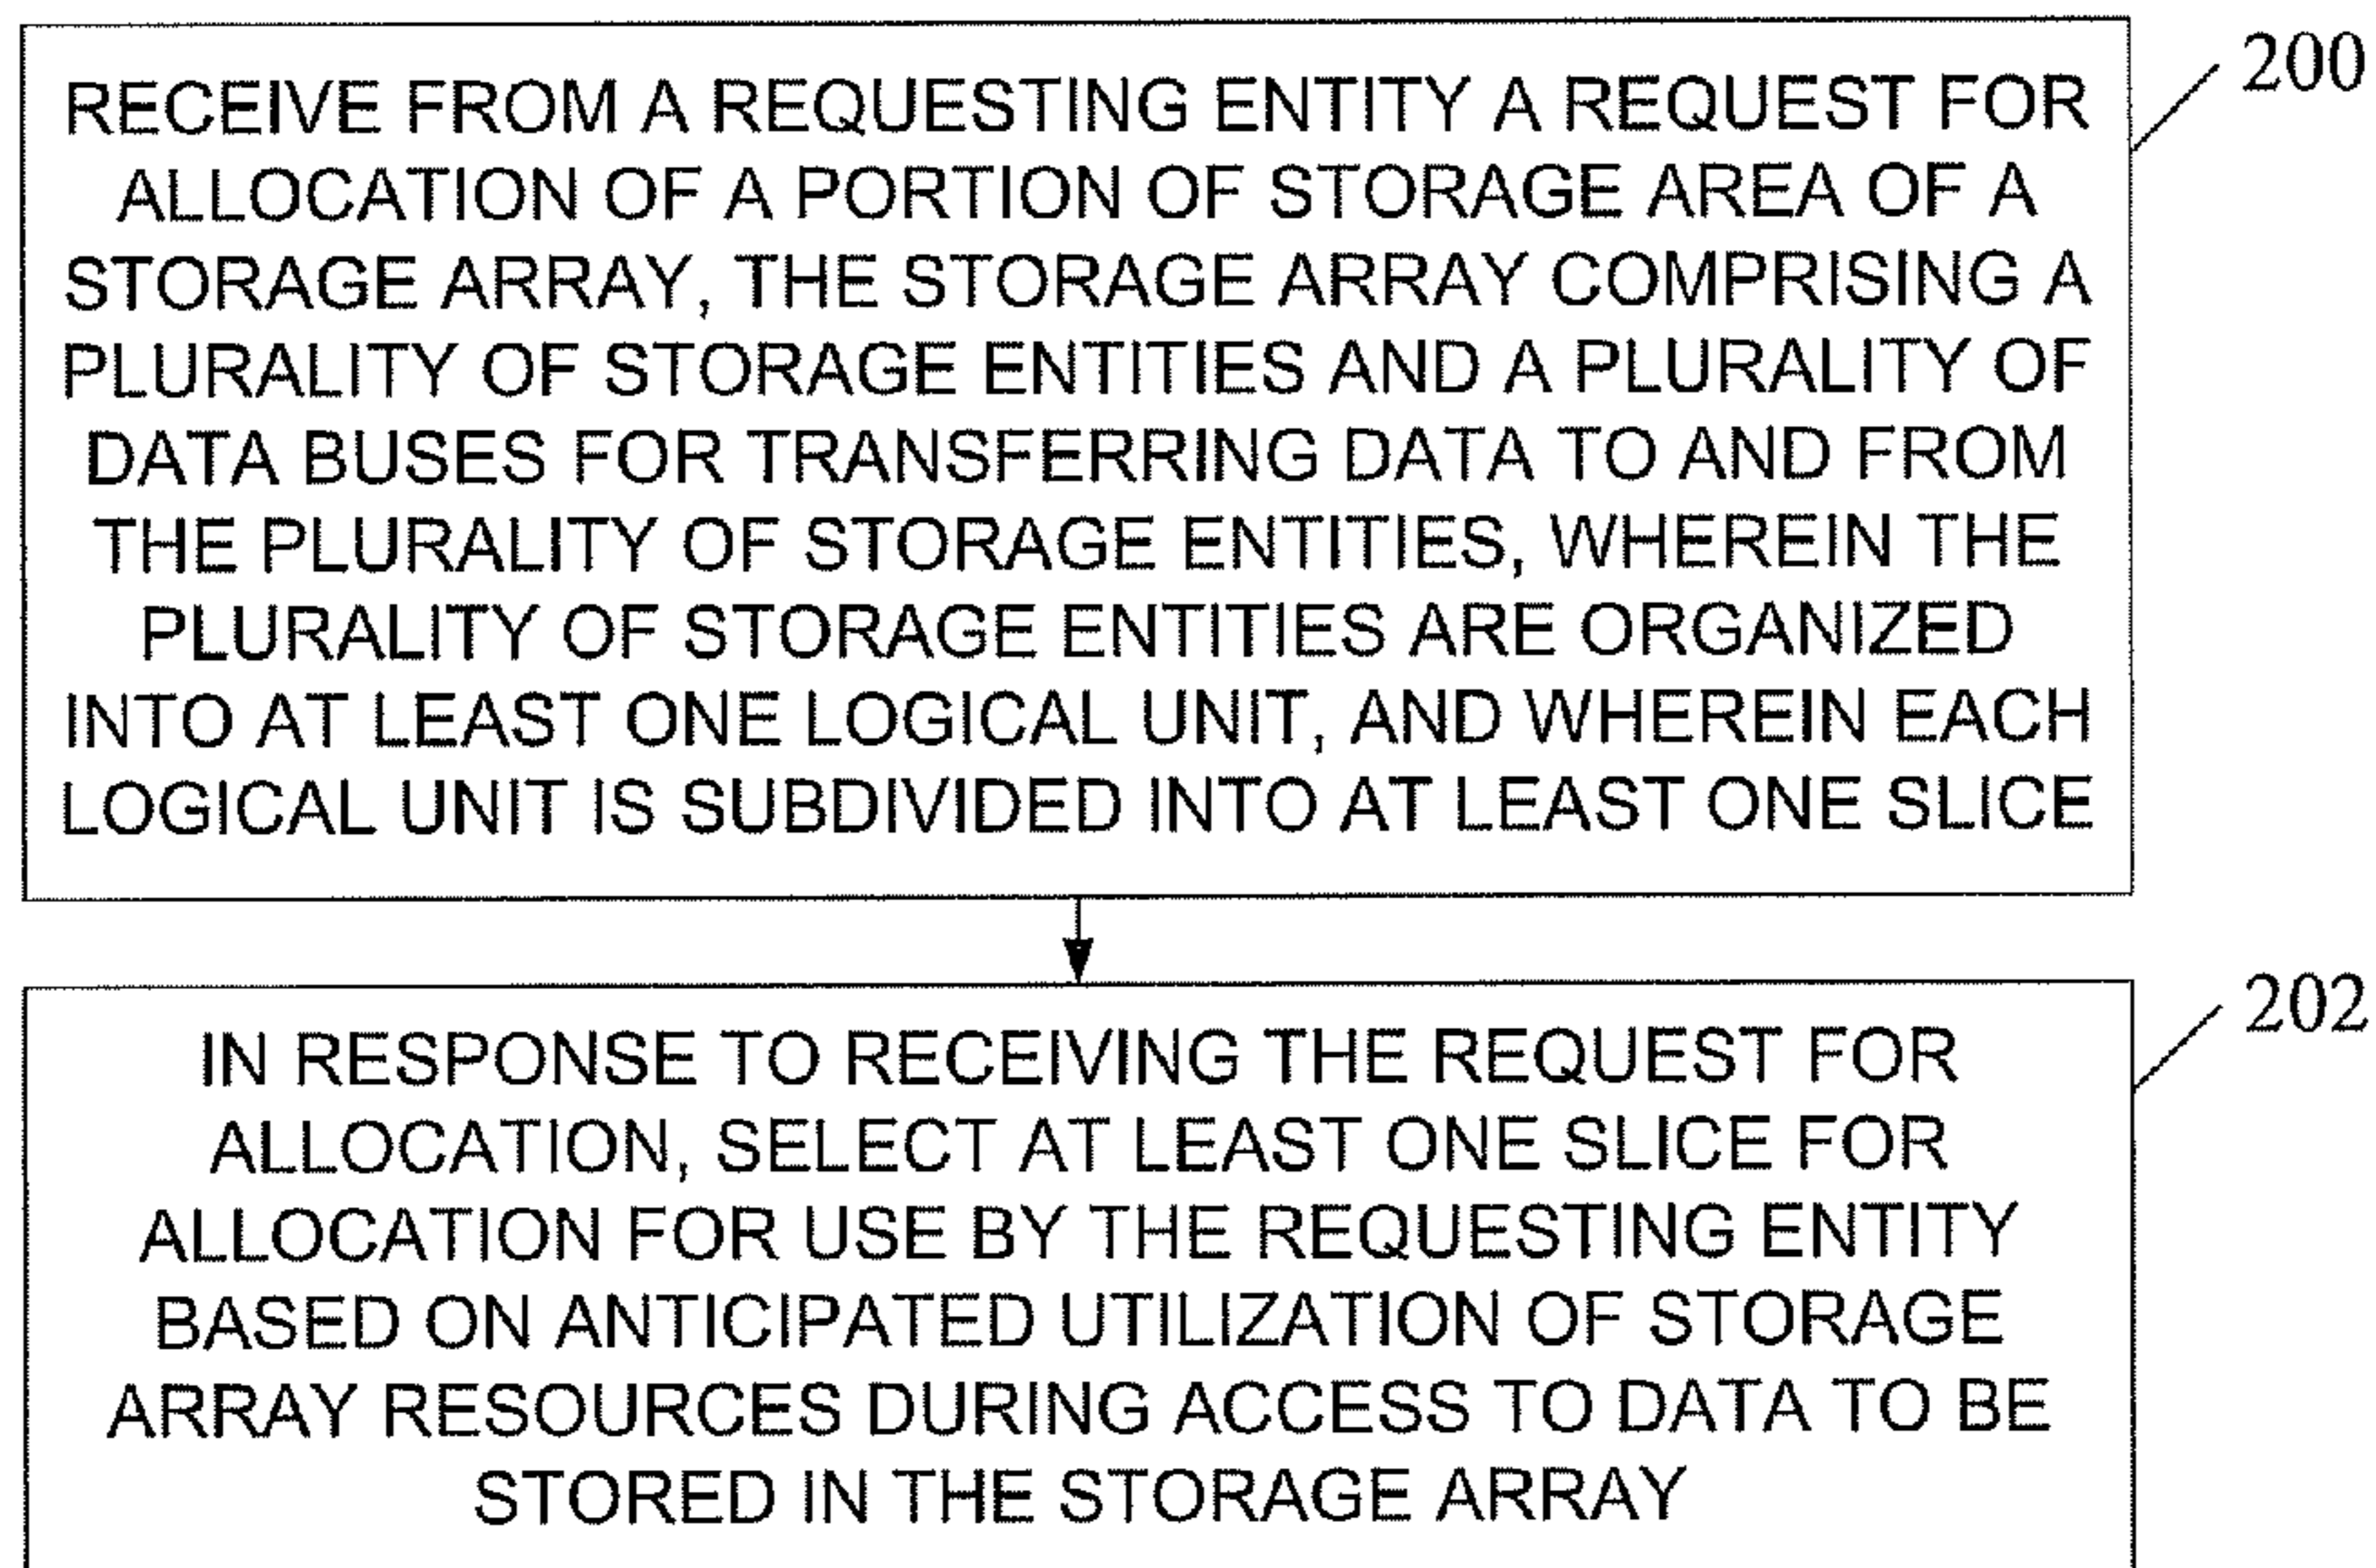 RECEIVE FROM A REQUESTING ENTITY A REQUEST FOR
ALLOCATION OF A PORTION OF STORAGE AREA OF A
STORAGE ARRAY, THE STORAGE ARRAY COMPRISING A
PLURALITY OF STORAGE ENTITIES AND A PLURALITY OF
DATA BUSES FOR TRANSFERRING DATA TO AND FROM
THE PLURALITY OF STORAGE ENTITIES, WHEREIN THE
PLURALITY OF STORAGE ENTITIES ARE ORGANIZED
INTO AT LEAST ONE LOGICAL UNIT, AND WHEREIN EACH
LOGICAL UNIT IS SUBDIVIDED INTO AT LEAST ONE SLICE
200
IN RESPONSE TO RECEIVING THE REQUEST FOR
ALLOCATION, SELECT AT LEAST ONE SLICE FOR
ALLOCATION FOR USE BY THE REQUESTING ENTITY
BASED ON ANTICIPATED UTILIZATION OF STORAGE
ARRAY RESOURCES DURING ACCESS TO DATA TO BE
STORED IN THE STORAGE ARRAY
202